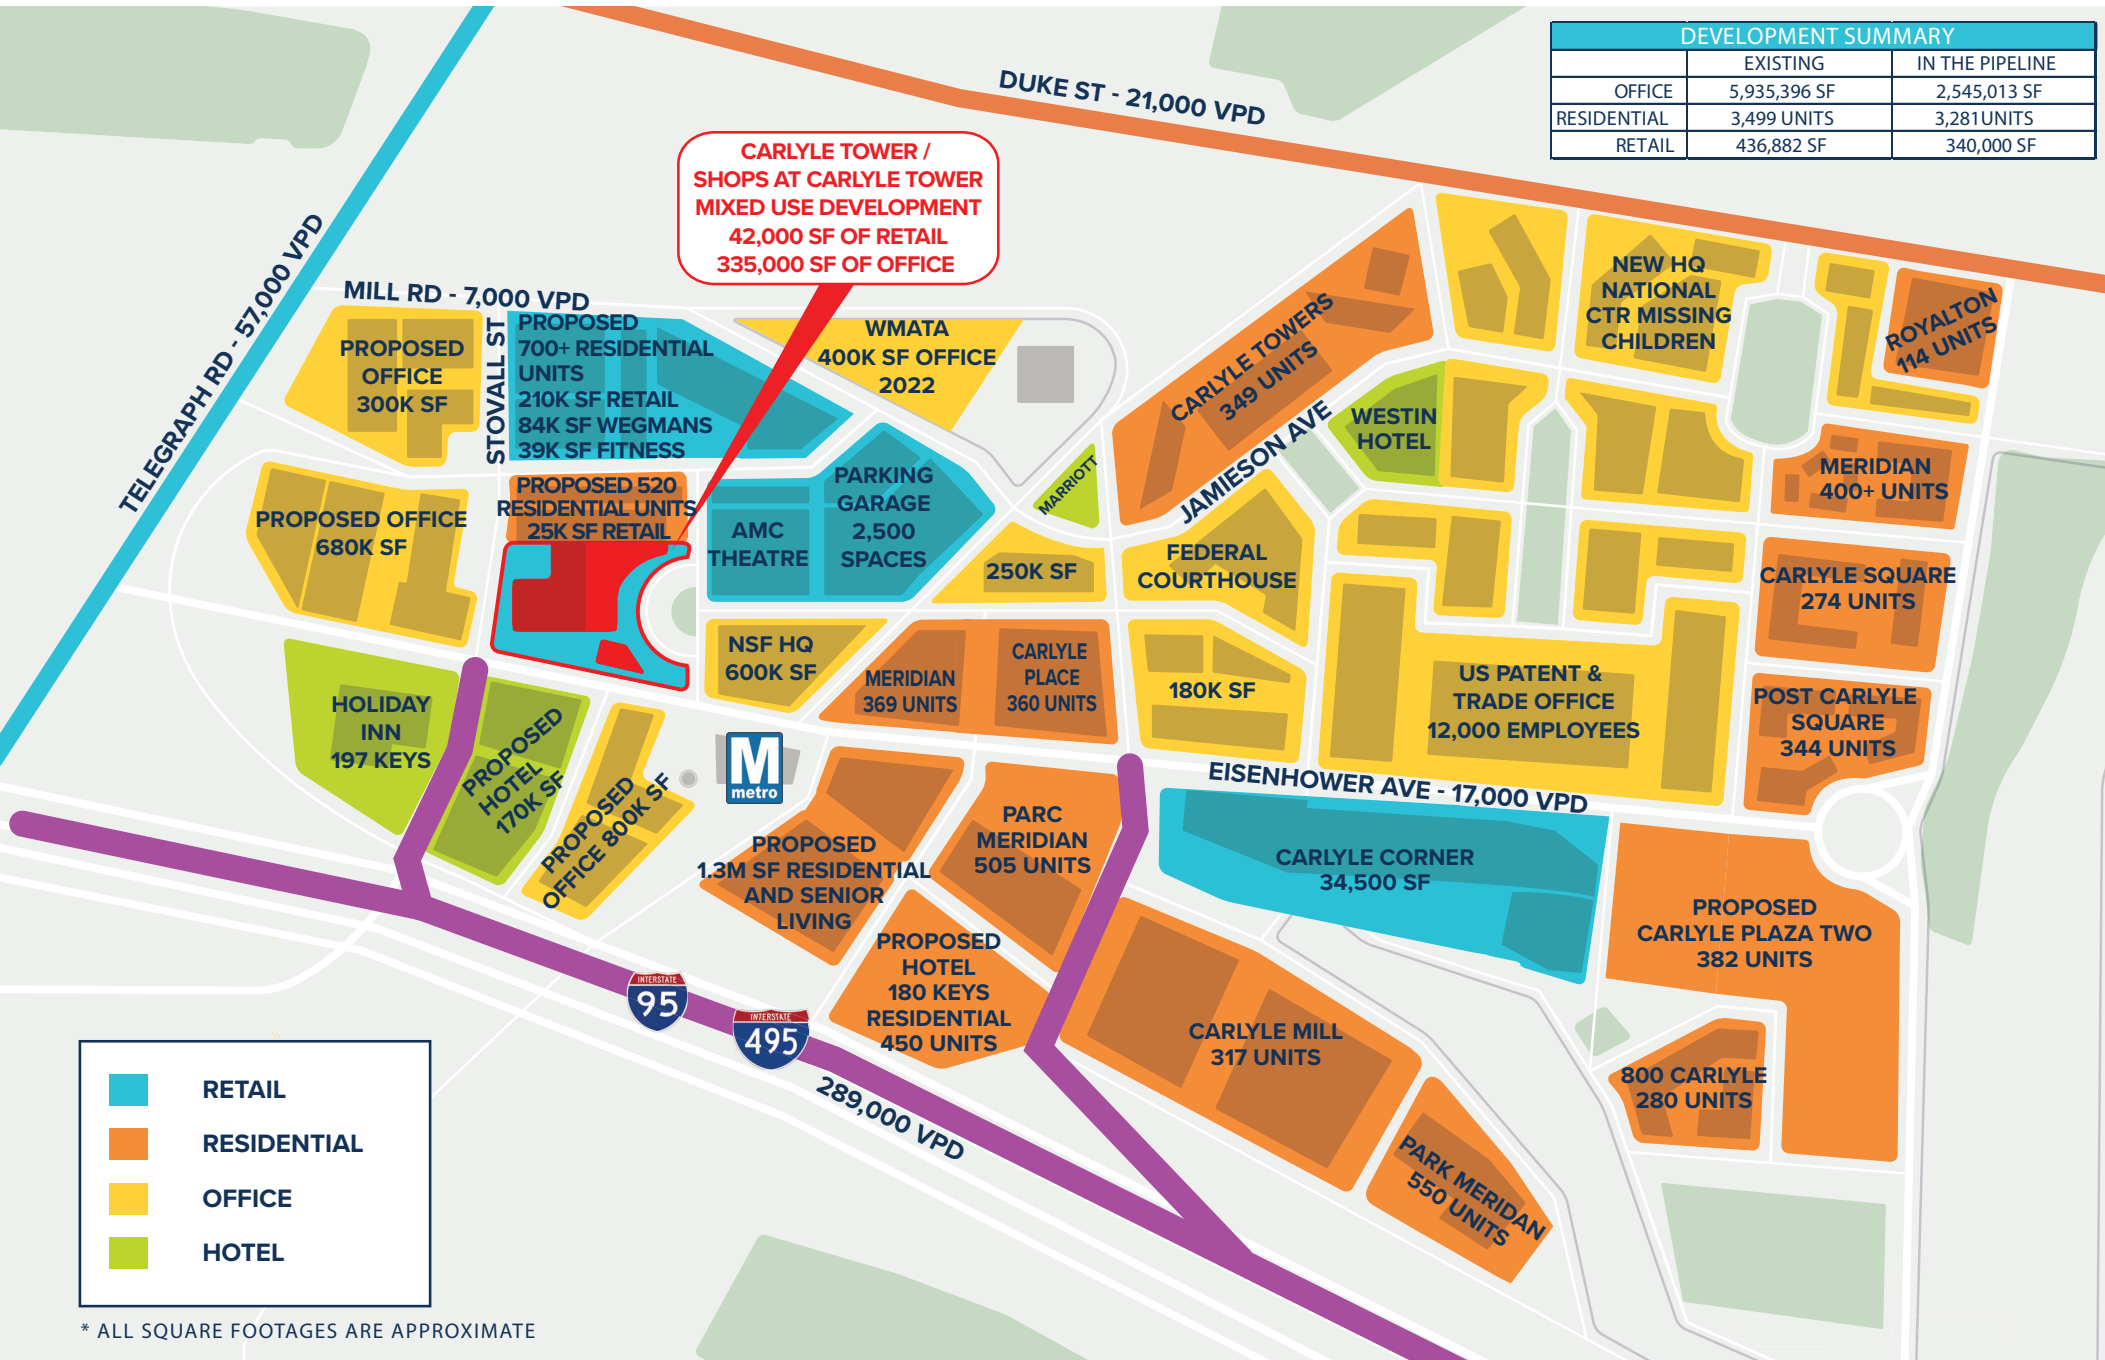 DEVELOPMENT SUMMARY
EXISTING IN THE PIPELINE
OFFICE 5,935,396 SF 2,545,013 SF
RESIDENTIAL 3,499 UNITS 3,281UNITS
RETAIL 436,882 SF 340,000 SF
DUKE ST - 21,000 VPD
CARLYLE TOWER /
SHOPS AT CARLYLE TOWER
MIXED USE DEVELOPMENT
42,000 SF OF RETAIL
335,000 SF OF OFFICE
TELEGRAPH RD - 57,000 VPD
MILL RD - 7,000 VPD
STOVALL ST
PROPOSED
OFFICE
300K SF
PROPOSED
700+ RESIDENTIAL
UNITS
210K SF RETAIL
84K SF WEGMANS
39K SF FITNESS
WMATA
400K SF OFFICE
2022
CARLYLE TOWERS
349 UNITS
NEW HQ
NATIONAL
CTR MISSING
CHILDREN
ROYALTON
114 UNITS
JAMIESON AVE
WESTIN
HOTEL
MARRIOTT
MERIDIAN
400+ UNITS
PROPOSED OFFICE
680K SF
PROPOSED 520
RESIDENTIAL UNITS
25K SF RETAIL
AMC
THEATRE
PARKING
GARAGE
2,500
SPACES
250K SF
FEDERAL
COURTHOUSE
CARLYLE SQUARE
274 UNITS
NSF HQ
600K SF
MERIDIAN
369 UNITS
CARLYLE
PLACE
360 UNITS
180K SF
US PATENT &
TRADE OFFICE
12,000 EMPLOYEES
POST CARLYLE
SQUARE
344 UNITS
HOLIDAY
INN
197 KEYS
PROPOSED
HOTEL
170K SF
PROPOSED
OFFICE 800K SF
M
metro
EISENHOWER AVE - 17,000 VPD
PROPOSED
1.3M SF RESIDENTIAL
AND SENIOR
LIVING
PARC
MERIDIAN
505 UNITS
CARLYLE CORNER
34,500 SF
PROPOSED
CARLYLE PLAZA TWO
382 UNITS
PROPOSED
HOTEL
180 KEYS
RESIDENTIAL
450 UNITS
INTERSTATE
95
INTERSTATE
495
289,000 VPD
CARLYLE MILL
317 UNITS
800 CARLYLE
280 UNITS
PARK MERIDAN
550 UNITS
RETAIL
RESIDENTIAL
OFFICE
HOTEL
* ALL SQUARE FOOTAGES ARE APPROXIMATE